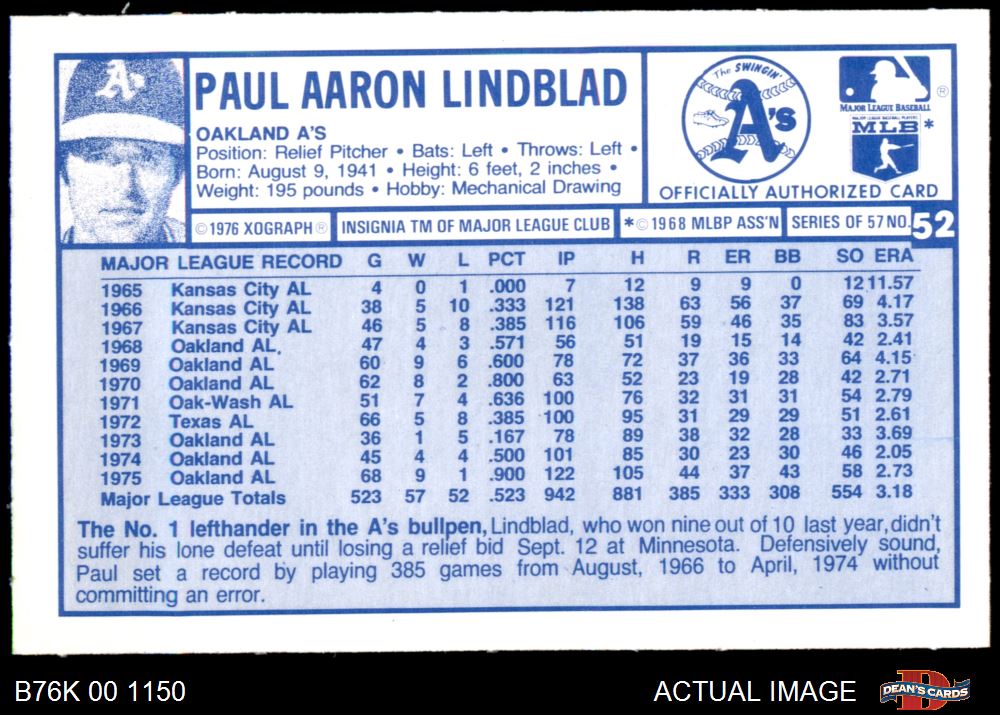 A's
PAUL AARON LINDBLAD
OAKLAND A'S
Position: Relief Pitcher • Bats: Left • Throws: Left •
Born: August 9, 1941 • Height: 6 feet, 2 inches •
Weight: 195 pounds • Hobby: Mechanical Drawing
The SWINGIN'
A's
® 
MAJOR LEAGUE BASEBALL
MAJOR LEAGUE BASEBALL PLAYERS
MLB *
OFFICIALLY AUTHORIZED CARD
© 1976 XOGRAPH ® INSIGNIA TM OF MAJOR LEAGUE CLUB * © 1968 MLBP ASS'N SERIES OF 57 NO. 52
MAJOR LEAGUE RECORD G W L PCT IP H R ER BB SO ERA
1965 Kansas City AL 4 0 1 .000 7 12 9 9 0 12 11.57
1966 Kansas City AL 38 5 10 .333 121 138 63 56 37 69 4.17
1967 Kansas City AL 46 5 8 .385 116 106 59 46 35 83 3.57
1968 Oakland AL. 47 4 3 .571 56 51 19 15 14 42 2.41
1969 Oakland AL 60 9 6 .600 78 72 37 36 33 64 4.15
1970 Oakland AL 62 8 2 .800 63 52 23 19 28 42 2.71
1971 Oak-Wash AL 51 7 4 .636 100 76 32 31 31 54 2.79
1972 Texas AL 66 5 8 .385 100 95 31 29 29 51 2.61
1973 Oakland AL 36 1 5 .167 78 89 38 32 28 33 3.69
1974 Oakland AL 45 4 4 .500 101 85 30 23 30 46 2.05
1975 Oakland AL 68 9 1 .900 122 105 44 37 43 58 2.73
Major League Totals 523 57 52 .523 942 881 385 333 308 554 3.18
The No. 1 lefthander in the A's bullpen, Lindblad, who won nine out of 10 last year, didn't
suffer his lone defeat until losing a relief bid Sept. 12 at Minnesota. Defensively sound,
Paul set a record by playing 385 games from August, 1966 to April, 1974 without
committing an error.
B76K 00 1150
ACTUAL IMAGE
D
DEAN'S CARDS